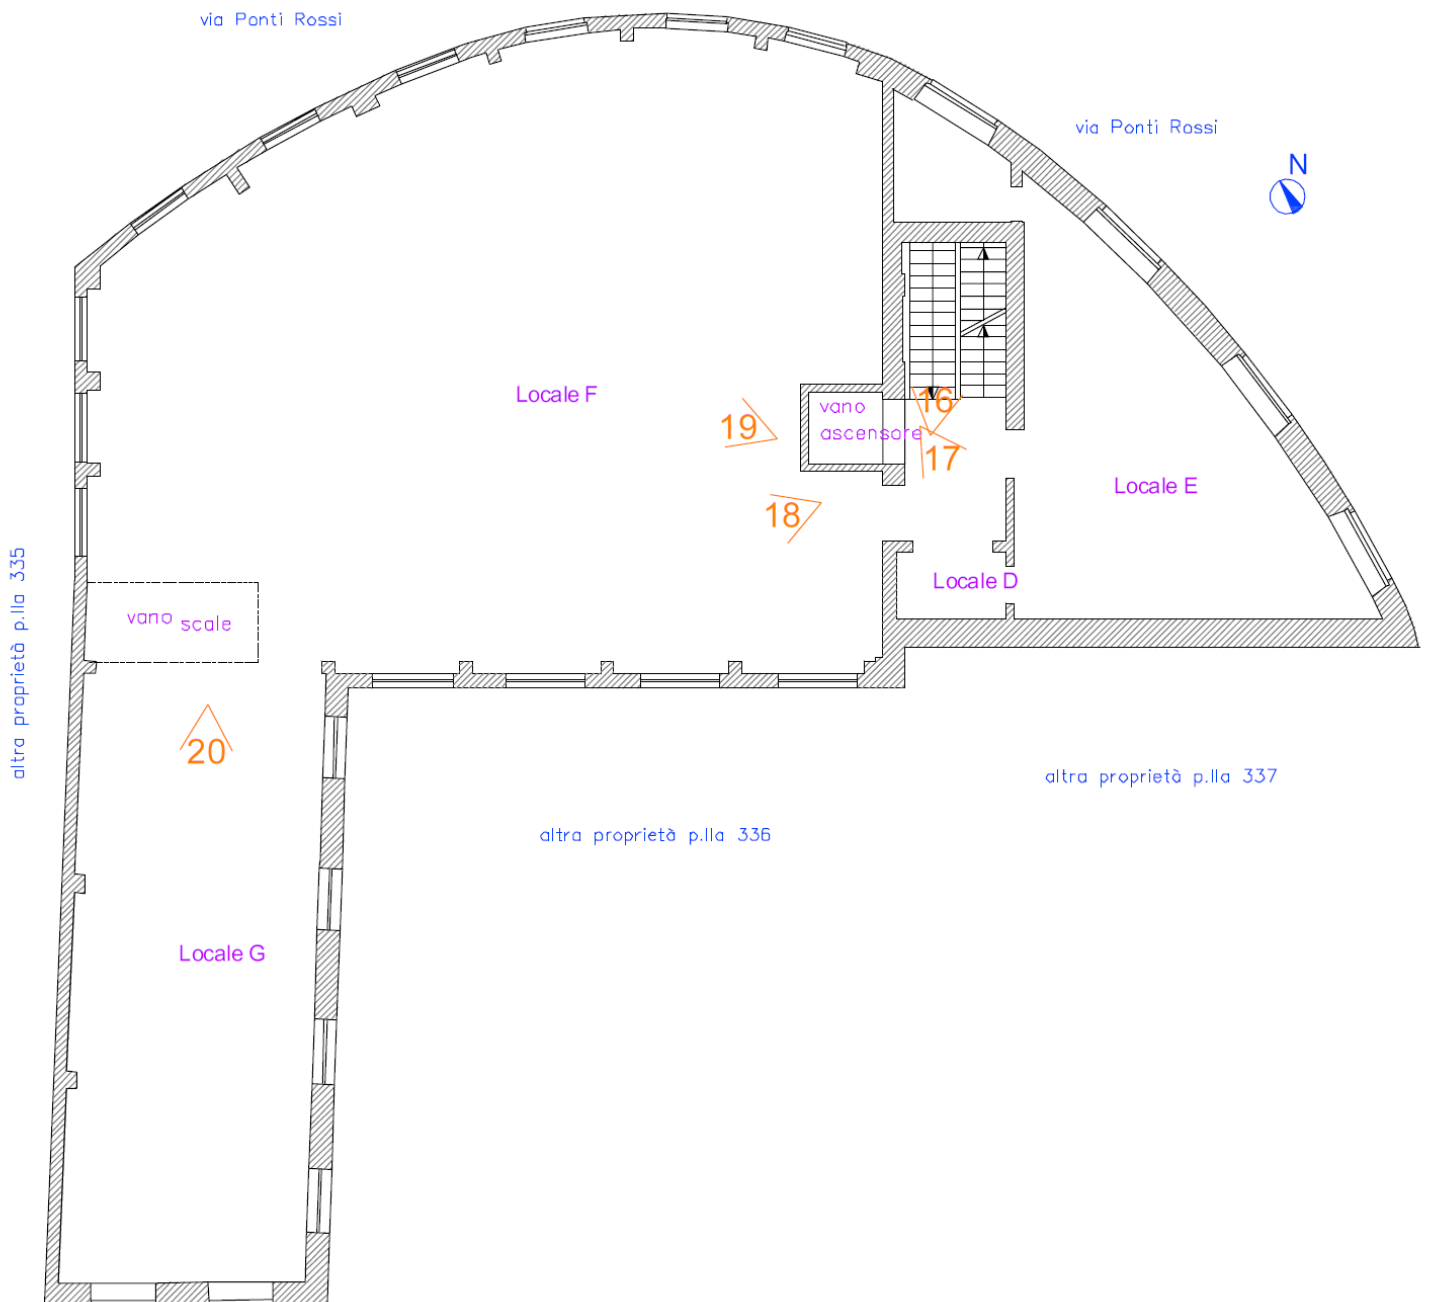 via Ponti Rossi
via Ponti Rossi
N
Locale F
vano
ascensore
16
17
19
18
Locale E
Locale D
vano scale
altra proprietà p.lla 335
20
altra proprietà p.lla 337
altra proprietà p.lla 336
Locale G